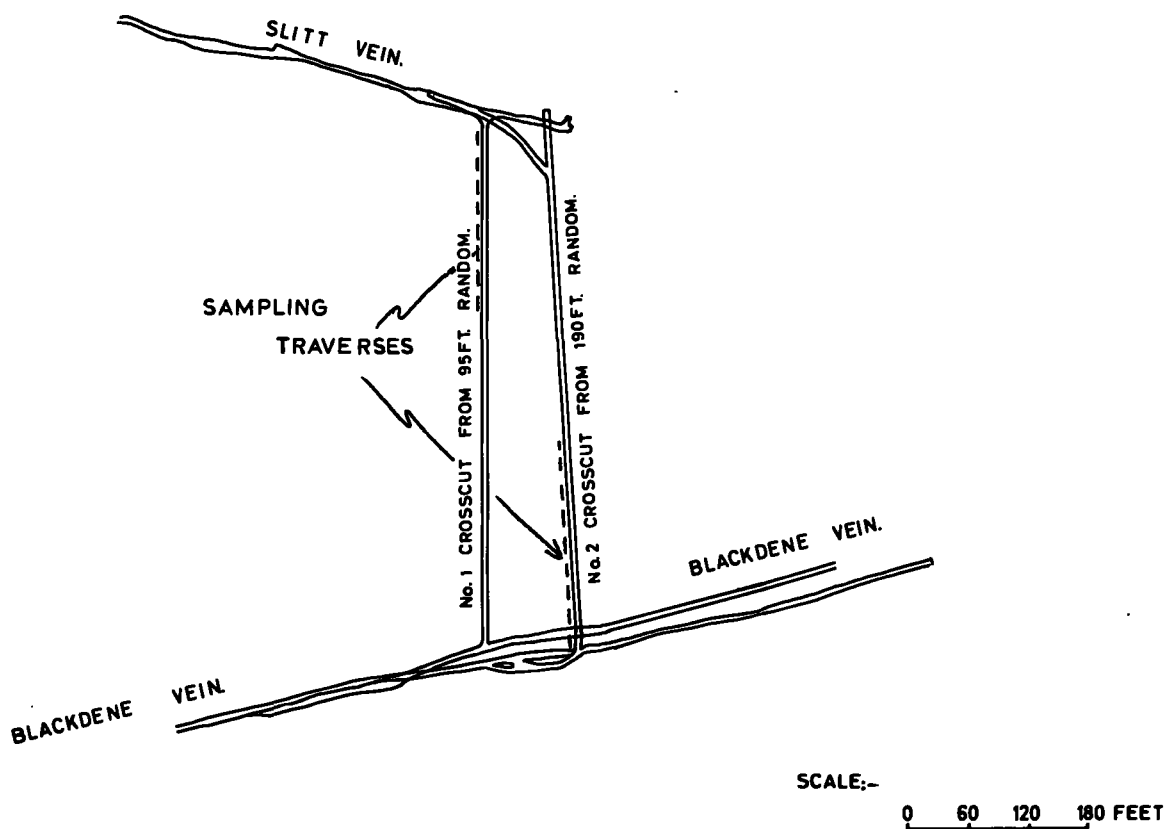 SLITT VEIN.
SAMPLING
TRAVERSES
No. 1 CROSSCUT FROM 95FT. RANDOM.
No. 2 CROSSCUT FROM 190FT. RANDOM.
BLACKDENE VEIN.
BLACKDENE VEIN.
SCALE:-
0 60 120 180 FEET